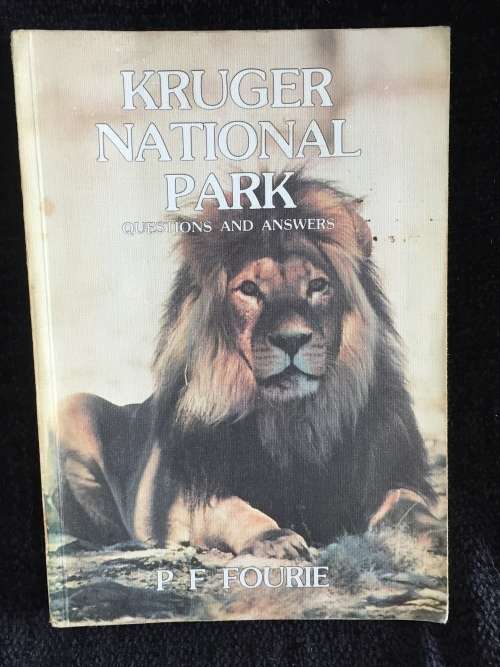 KRUGER
NATIONAL
PARK
QUESTIONS AND ANSWERS
P F FOURIE